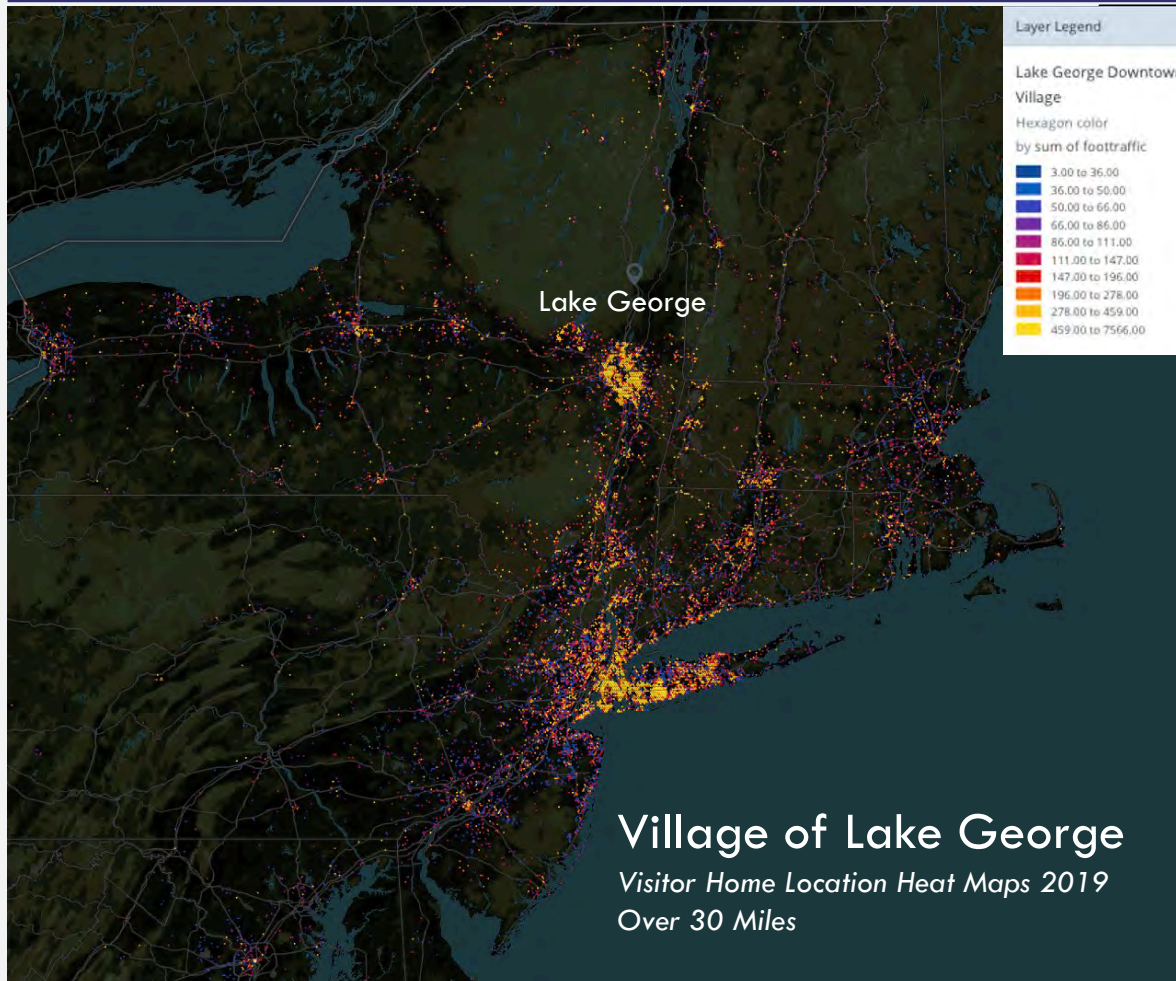 Layer Legend
Lake George Downtow
Village
Hexagon color
by sum of foottraffic
3.00 to 36.00
36.00 to 50.00
50.00 to 66.00
66.00 to 86.00
86.00 to 111.00
111.00 to 147.00
147.00 to 196.00
196.00 to 278.00
278.00 to 459.00
459.00 to 7566.00
Lake George
Village of Lake George
Visitor Home Location Heat Maps 2019
Over 30 Miles